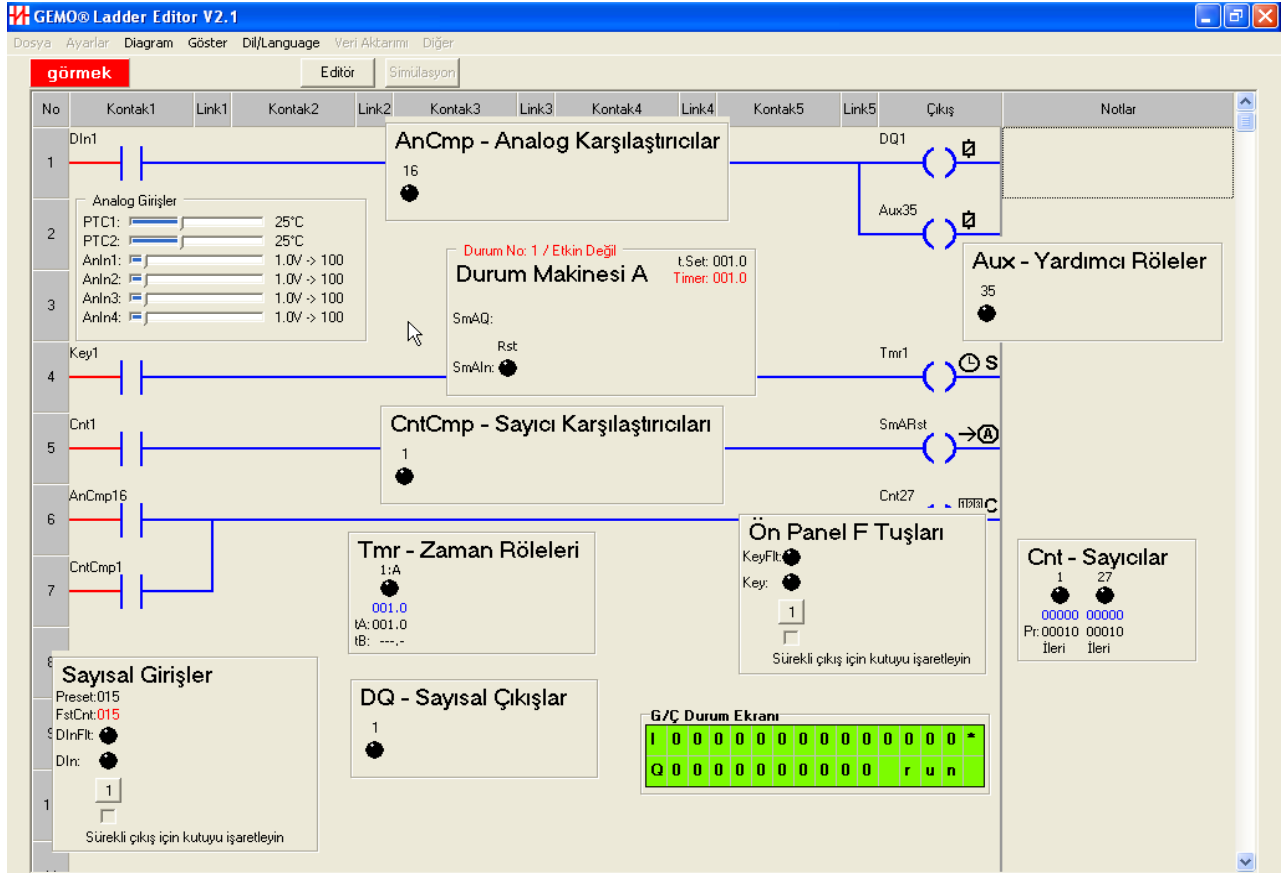 GEMO® Ladder Editor V2.1
Dosya Ayarlar Diagram Göster Dil/Language Veri Aktarımı Diğer
görmek Editör Simülasyon
No Kontak1 Link1 Kontak2 Link2 Kontak3 Link3 Kontak4 Link4 Kontak5 Link5 Çıkış Notlar
1 DIn1 DQ1
AnCmp - Analog Karşılaştırıcılar
16
Analog Girişler
PTC1: 25°C
PTC2: 25°C
AnIn1: 1.0V -> 100
AnIn2: 1.0V -> 100
AnIn3: 1.0V -> 100
AnIn4: 1.0V -> 100
2 Aux35
Aux - Yardımcı Röleler
35
3
Durum No: 1 / Etkin Değil
Durum Makinesi A
t.Set: 001.0
Timer: 001.0
SmAQ:
Rst
SmAIn:
4 Key1 Tmr1 S
5 Cnt1 SmARst A
CntCmp - Sayıcı Karşılaştırıcıları
1
6 AnCmp16 Cnt27 C
7 CntCmp1
Tmr - Zaman Röleleri
1:A
001.0
tA: 001.0
tB: ---.-
Ön Panel F Tuşları
KeyFlt:
Key:
1
Sürekli çıkış için kutuyu işaretleyin
Cnt - Sayıcılar
1 27
00000 00000
Pr: 00010 00010
İleri İleri
8
Sayısal Girişler
Preset:015
FstCnt:015
DInFlt:
DIn:
1
Sürekli çıkış için kutuyu işaretleyin
9
1
DQ - Sayısal Çıkışlar
1
G/Ç Durum Ekranı
I 0 0 0 0 0 0 0 0 0 0 0 0 0 0 *
Q 0 0 0 0 0 0 0 0 0 0 r u n